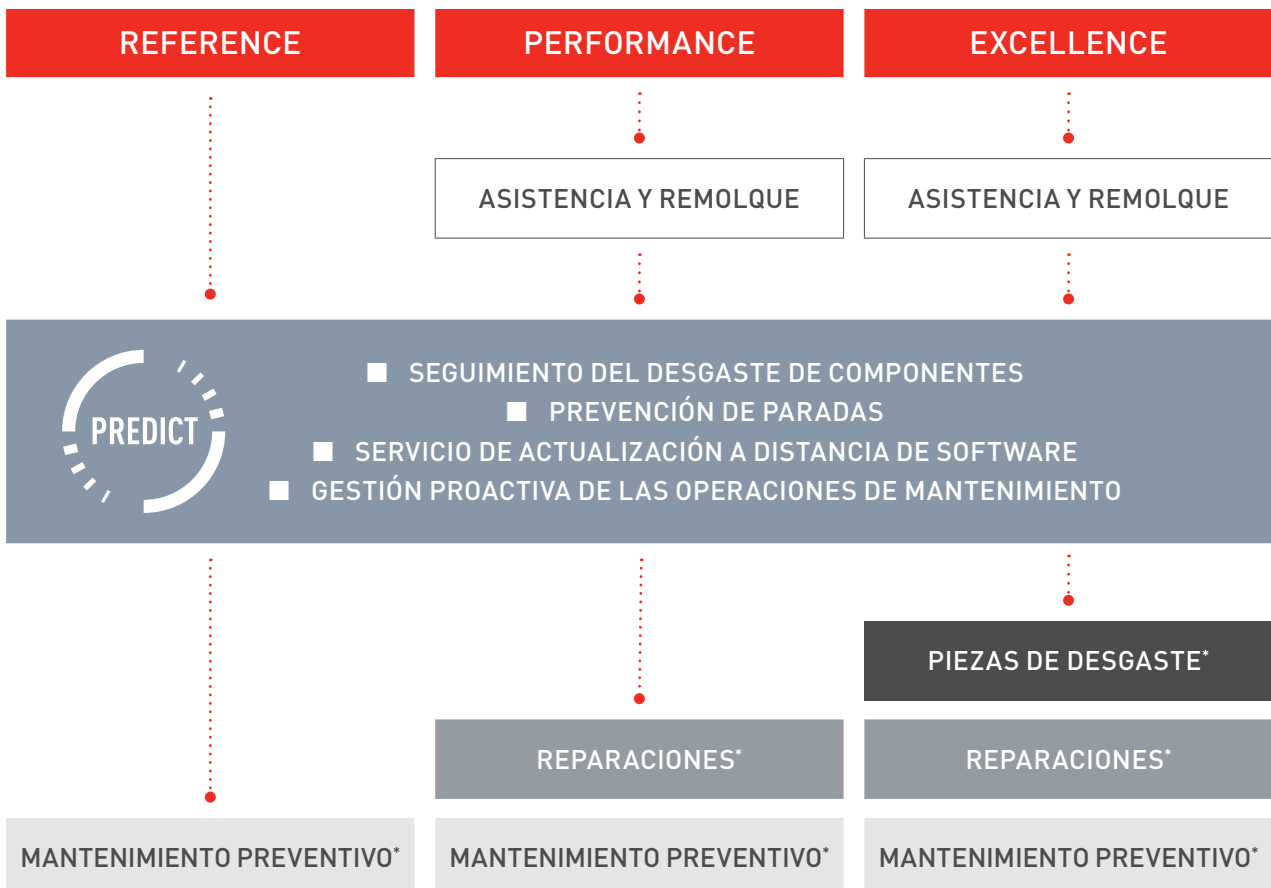 REFERENCE
PERFORMANCE
EXCELLENCE
ASISTENCIA Y REMOLQUE
ASISTENCIA Y REMOLQUE
PREDICT
■ SEGUIMIENTO DEL DESGASTE DE COMPONENTES
■ PREVENCIÓN DE PARADAS
■ SERVICIO DE ACTUALIZACIÓN A DISTANCIA DE SOFTWARE
■ GESTIÓN PROACTIVA DE LAS OPERACIONES DE MANTENIMIENTO
PIEZAS DE DESGASTE*
REPARACIONES*
REPARACIONES*
MANTENIMIENTO PREVENTIVO*
MANTENIMIENTO PREVENTIVO*
MANTENIMIENTO PREVENTIVO*